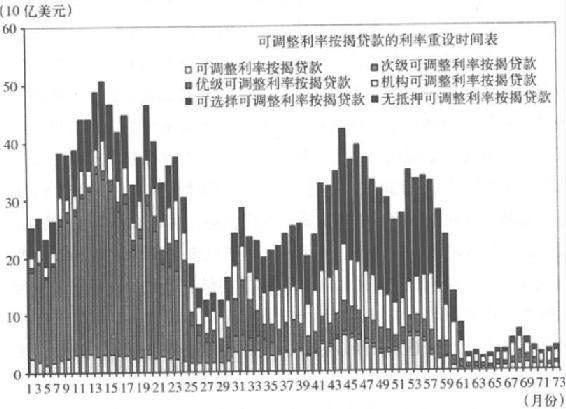 (10 亿美元)
可调整利率按揭贷款的利率重设时间表
可调整利率按揭贷款 次级可调整利率按揭贷款
优级可调整利率按揭贷款 机构可调整利率按揭贷款
可选择可调整利率按揭贷款 无抵押可调整利率按揭贷款
60
50
40
30
20
10
0
1 3 5 7 9 11 13 15 17 19 21 23 25 27 29 31 33 35 37 39 41 43 45 47 49 51 53 55 57 59 61 63 65 67 69 71 73
(月份)